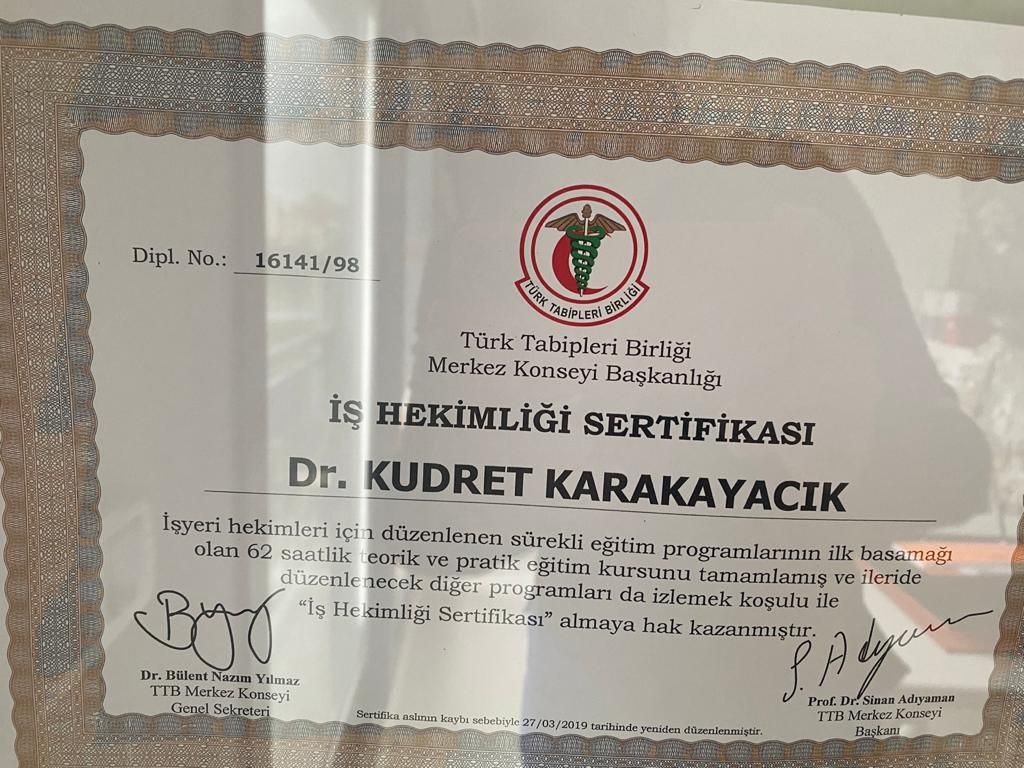 Dipl. No.: 16141/98
TÜRK TABİPLERİ BİRLİĞİ
Türk Tabipleri Birliği
Merkez Konseyi Başkanlığı
İŞ HEKİMLİĞİ SERTİFİKASI
Dr. KUDRET KARAKAYACIK
İşyeri hekimleri için düzenlenen sürekli eğitim programlarının ilk basamağı
olan 62 saatlik teorik ve pratik eğitim kursunu tamamlamış ve ileride
düzenlenecek diğer programları da izlemek koşulu ile
“İş Hekimliği Sertifikası” almaya hak kazanmıştır.
S. Adıyaman
Dr. Bülent Nazım Yılmaz
TTB Merkez Konseyi
Genel Sekreteri
Prof. Dr. Sinan Adıyaman
TTB Merkez Konseyi
Başkanı
Sertifika aslının kaybı sebebiyle 27/03/2019 tarihinde yeniden düzenlenmiştir.